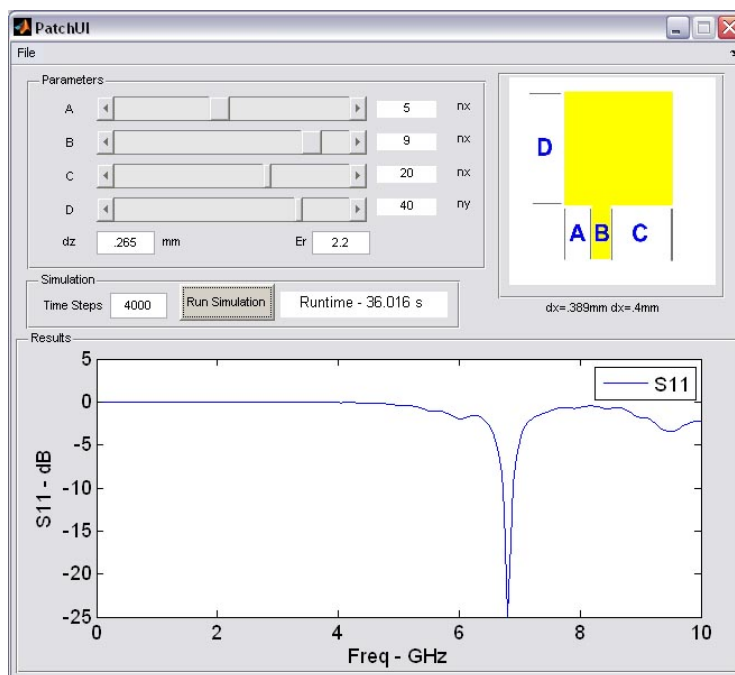 PatchUI
File
Parameters
A 5 nx
B 9 nx
C 20 nx
D 40 ny
dz .265 mm Er 2.2
D
A B C
dx=.389mm dx=.4mm
Simulation
Time Steps 4000 Run Simulation Runtime - 36.016 s
Results
S11
5
0
-5
-10
-15
-20
-25
S11 - dB
0 2 4 6 8 10
Freq - GHz